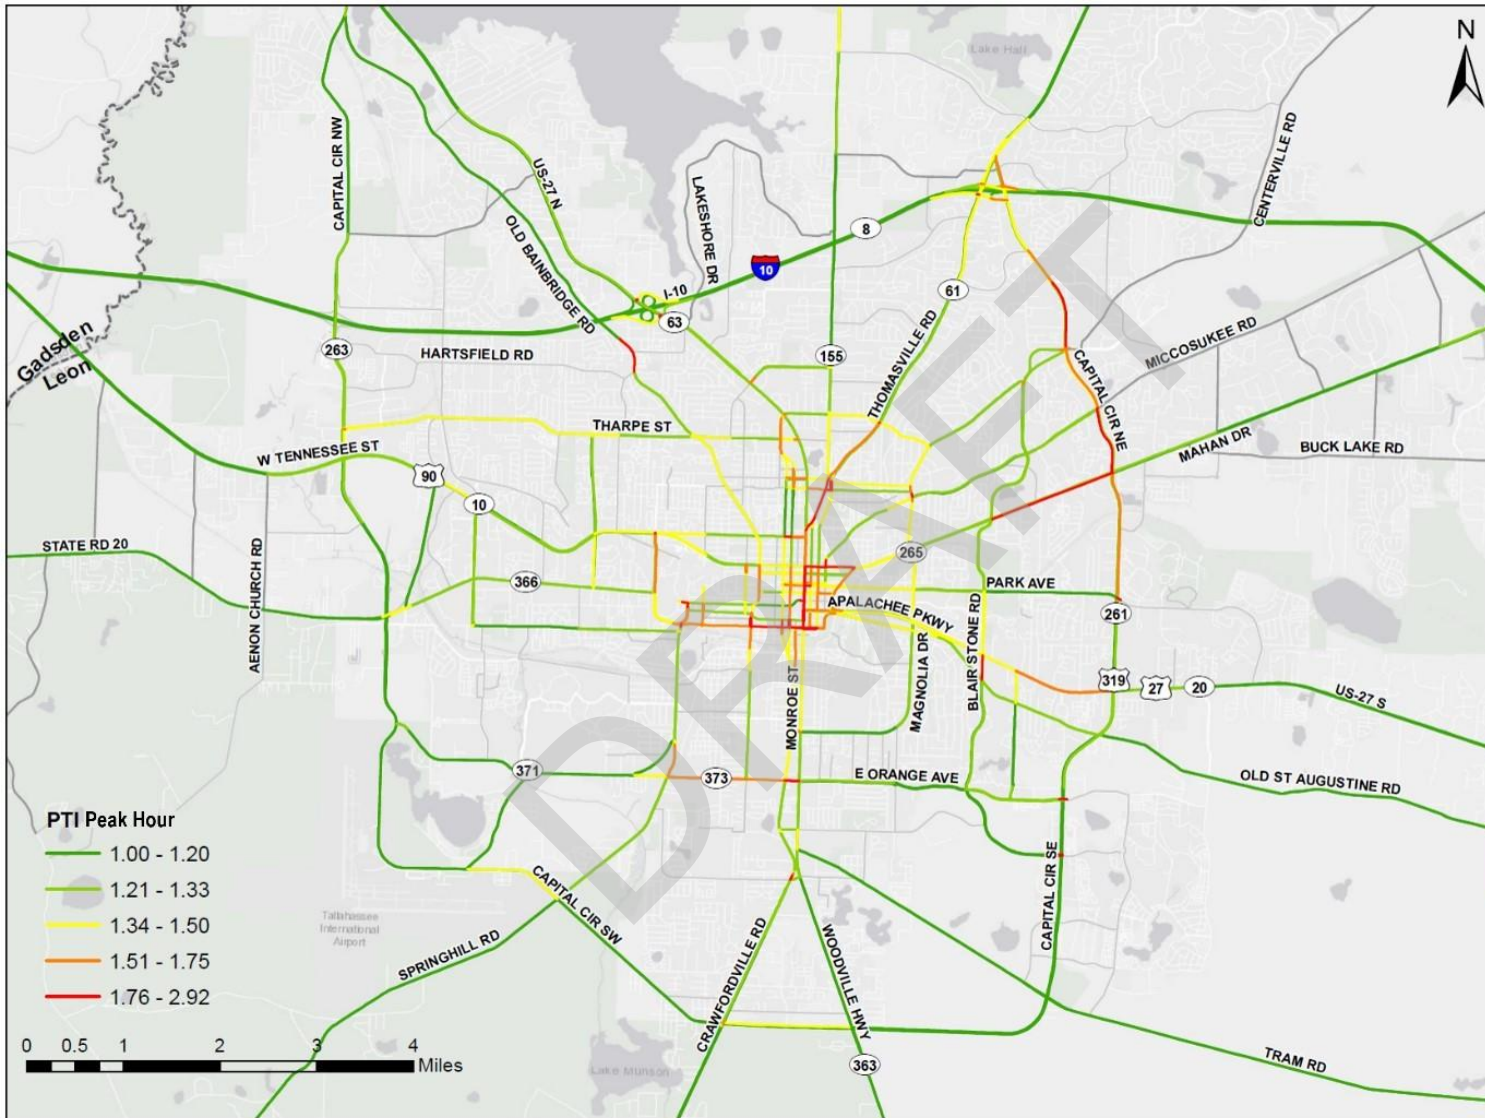 N
Lake Hall
CENTERVILLE RD
CAPITAL CIR NW
US-27 N
LAKESHORE DR
OLD BAINBRIDGE RD
8
10
I-10
63
61
Gadsden
Leon
263
HARTSFIELD RD
155
THOMASVILLE RD
MICCOSUKEE RD
CAPITAL CIR NE
THARPE ST
W TENNESSEE ST
MAHAN DR
BUCK LAKE RD
90
10
STATE RD 20
265
AENON CHURCH RD
366
PARK AVE
APALACHEE PKWY
261
BLAIR STONE RD
MAGNOLIA DR
MONROE ST
319
27
20
US-27 S
371
373
E ORANGE AVE
OLD ST AUGUSTINE RD
DRAFT
PTI Peak Hour
1.00 - 1.20
1.21 - 1.33
1.34 - 1.50
1.51 - 1.75
1.76 - 2.92
Tallahassee
International
Airport
CAPITAL CIR SW
SPRINGHILL RD
CRAWFORDVILLE RD
WOODVILLE HWY
CAPITAL CIR SE
0 0.5 1 2 3 4
Miles
363
TRAM RD
Lake Munson